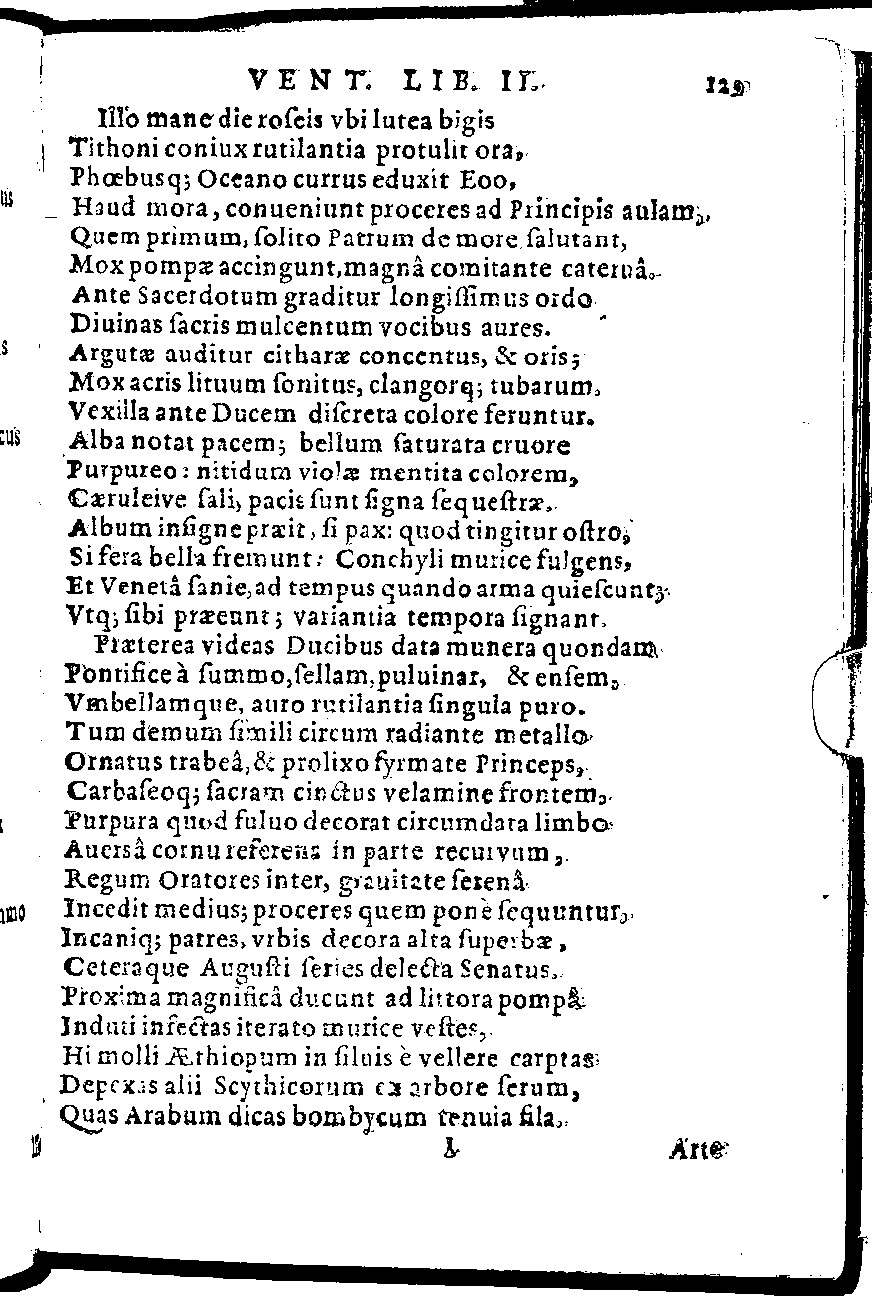 VENT. LIB. II. 129
Illo mane die roſeis vbi lutea bigis
Tithoni coniux rutilantia protulit ora,
Phœbusq; Oceano currus eduxit Eoo,
Haud mora, conueniunt proceres ad Principis aulam,
Quem primum, ſolito Patrum de more ſalutant,
Mox pompæ accingunt, magnâ comitante cateruâ.
Ante Sacerdotum graditur longiſſimus ordo
Diuinas ſacris mulcentum vocibus aures.
Argutæ auditur citharæ concentus, & oris;
Mox acris lituum ſonitus, clangorq; tubarum,
Vexilla ante Ducem diſcreta colore feruntur.
Alba notat pacem; bellum ſaturata cruore
Purpureo: nitidum violæ mentita colorem,
Cæruleive ſali, pacis ſunt ſigna ſequeſtræ.
Album inſigne præit, ſi pax: quod tingitur oſtro,
Si fera bella fremunt: Conchyli murice fulgens,
Et Venetâ ſanie, ad tempus quando arma quieſcunt;
Vtq; ſibi præeunt; variantia tempora ſignant.
Præterea videas Ducibus data munera quondam
Pontifice à ſummo, ſellam, puluinar, & enſem,
Vmbellamque, auro rutilantia ſingula puro.
Tum demum ſimili circum radiante metallo
Ornatus trabeâ, & prolixo ſyrmate Princeps,
Carbaſeoq; ſacram cinctus velamine frontem,
Purpura quod fuluo decorat circumdata limbo
Auersâ cornu referens in parte recuruum,
Regum Oratores inter, grauitate ſerenâ
Incedit medius; proceres quem ponè ſequuntur,
Incaniq; patres, vrbis decora alta ſuperbæ,
Ceteraque Auguſti ſeries delecta Senatus.
Proxima magnificâ ducunt ad littora pompâ
Induti infectas iterato murice veſtes,
Hi molli Æthiopum in ſiluis è vellere carptas
Depexas alii Scythicorum ex arbore ſerum,
Quas Arabum dicas bombycum tenuia fila,
I Arte